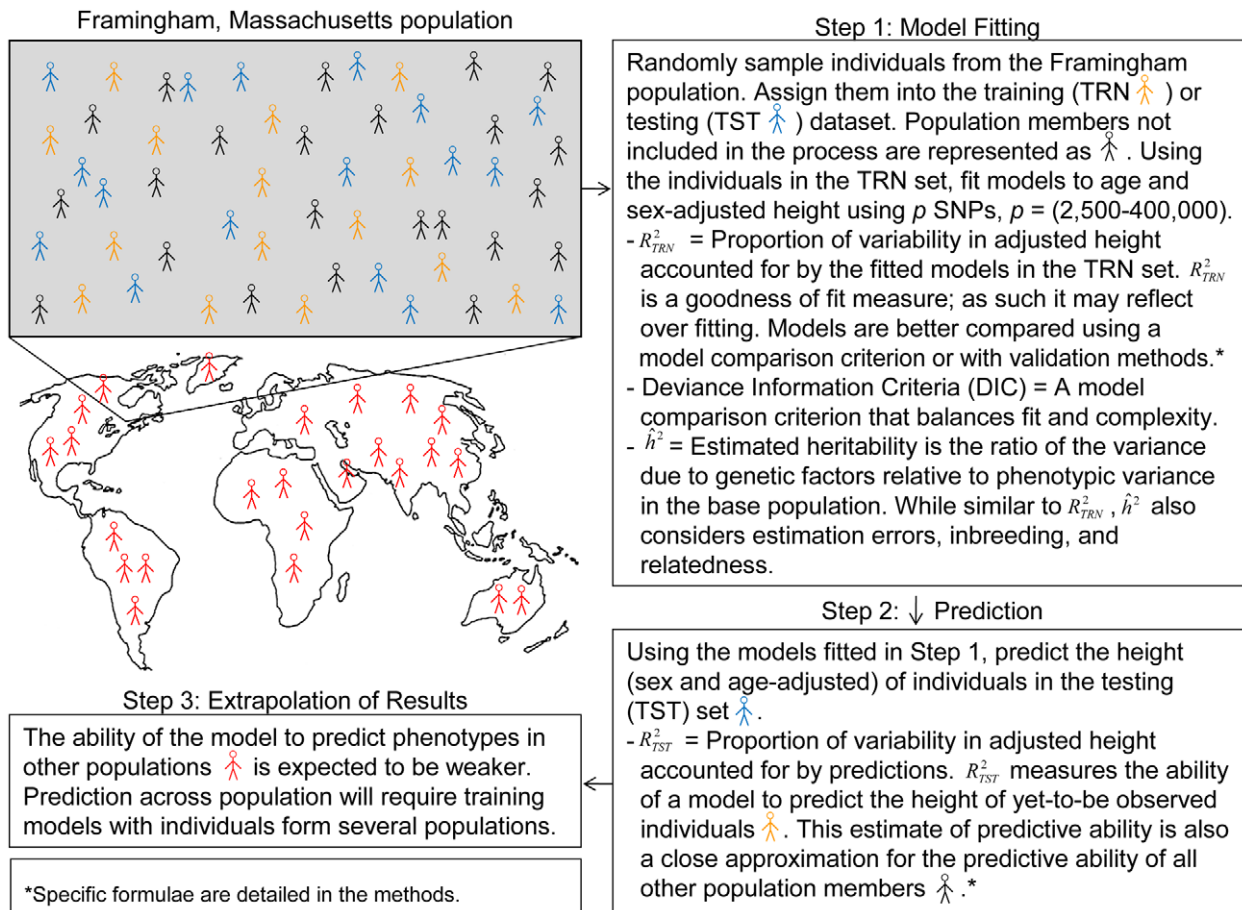 Framingham, Massachusetts population
Step 1: Model Fitting
Randomly sample individuals from the Framingham
population. Assign them into the training (TRN ) or
testing (TST ) dataset. Population members not
included in the process are represented as . Using
the individuals in the TRN set, fit models to age and
sex-adjusted height using p SNPs, p = (2,500-400,000).
- R²_TRN = Proportion of variability in adjusted height
accounted for by the fitted models in the TRN set. R²_TRN
is a goodness of fit measure; as such it may reflect
over fitting. Models are better compared using a
model comparison criterion or with validation methods.*
- Deviance Information Criteria (DIC) = A model
comparison criterion that balances fit and complexity.
- ĥ² = Estimated heritability is the ratio of the variance
due to genetic factors relative to phenotypic variance
in the base population. While similar to R²_TRN , ĥ² also
considers estimation errors, inbreeding, and
relatedness.
Step 2: ↓ Prediction
Using the models fitted in Step 1, predict the height
(sex and age-adjusted) of individuals in the testing
(TST) set .
- R²_TST = Proportion of variability in adjusted height
accounted for by predictions. R²_TST measures the ability
of a model to predict the height of yet-to-be observed
individuals . This estimate of predictive ability is also
a close approximation for the predictive ability of all
other population members .*
Step 3: Extrapolation of Results
The ability of the model to predict phenotypes in
other populations is expected to be weaker.
Prediction across population will require training
models with individuals form several populations.
*Specific formulae are detailed in the methods.